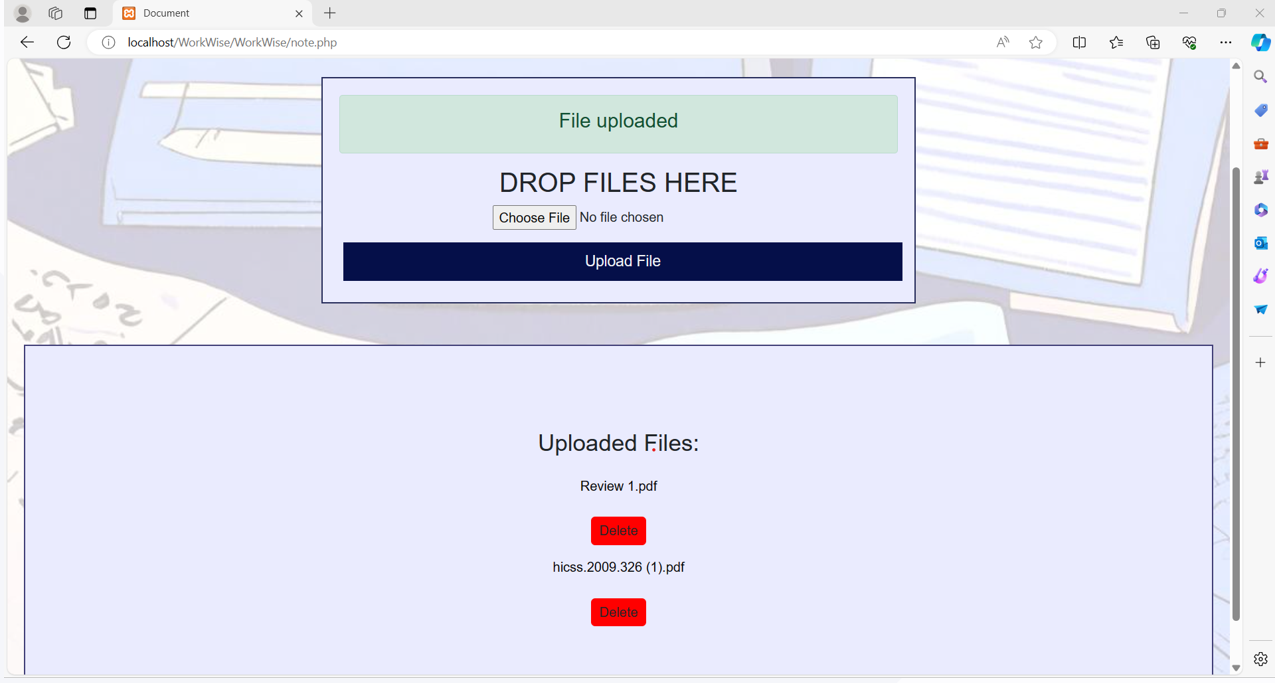 Document
localhost/WorkWise/WorkWise/note.php
File uploaded
DROP FILES HERE
Choose File No file chosen
Upload File
Uploaded Files:
Review 1.pdf
Delete
hicss.2009.326 (1).pdf
Delete